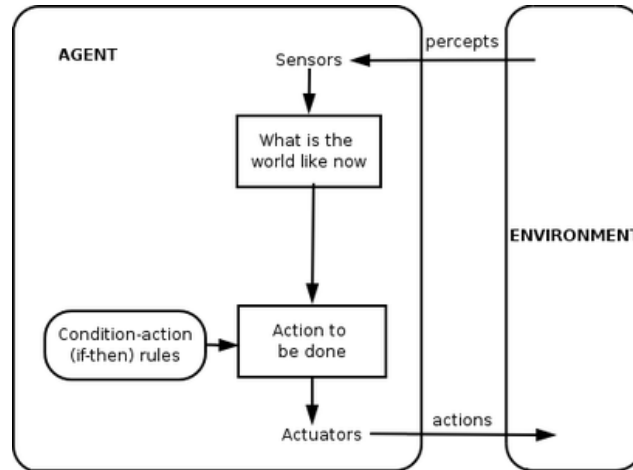 AGENT
Sensors
percepts
What is the
world like now
ENVIRONMENT
Condition-action
(if-then) rules
Action to
be done
Actuators
actions